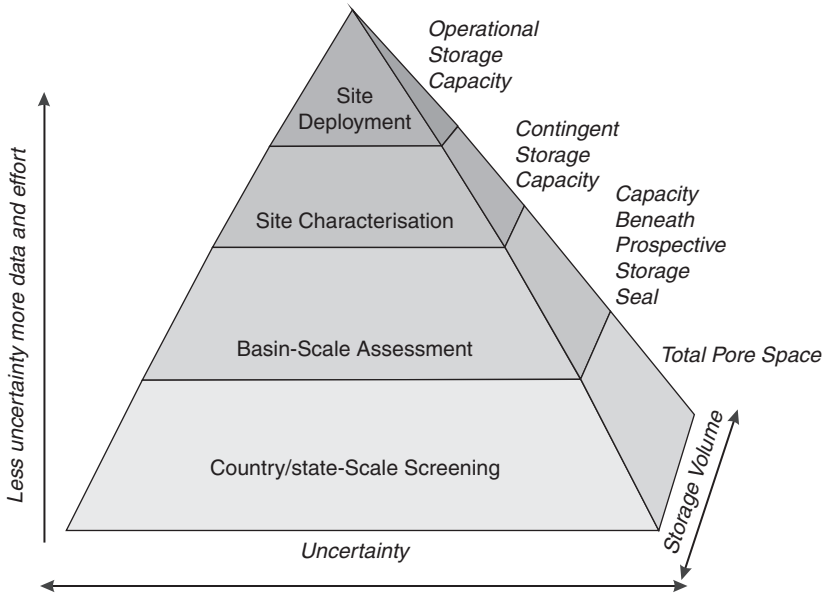 Operational
Storage
Capacity
Site
Deployment
Contingent
Storage
Capacity
Site Characterisation
Capacity
Beneath
Prospective
Storage
Seal
Basin-Scale Assessment
Total Pore Space
Country/state-Scale Screening
Less uncertainty more data and effort
Storage Volume
Uncertainty